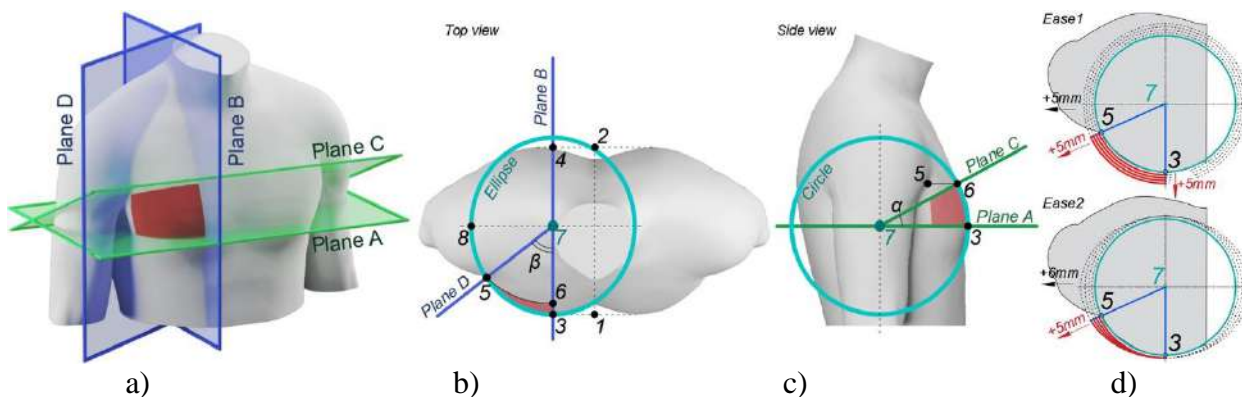 Plane D
Plane B
Plane C
Plane A
a)
Top view
Plane B
2
4
Ellipse
8
7
β
Plane D
5
6
3
1
b)
Side view
Plane C
Circle
5
6
α
Plane A
7
3
c)
Ease1
7
+5mm
5
+5mm
3
+5mm
Ease2
7
+6mm
5
+5mm
3
d)